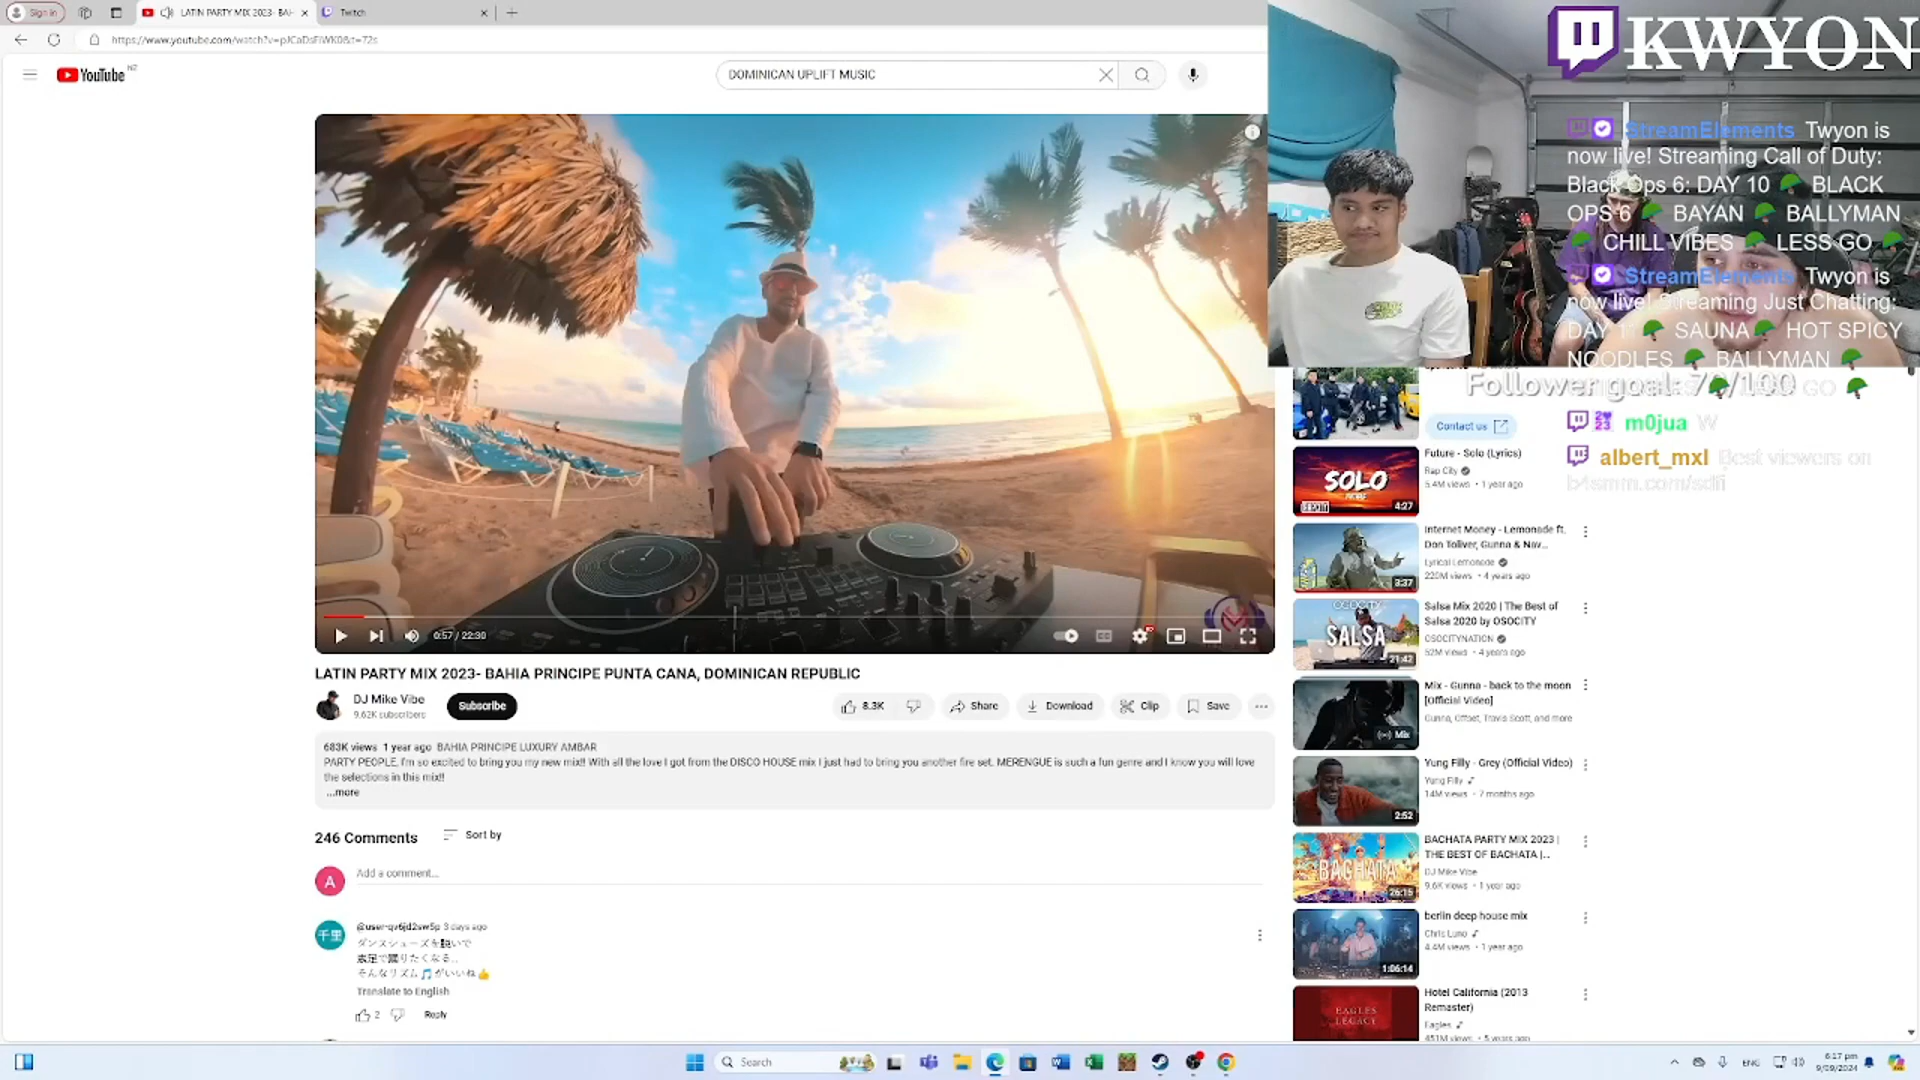 Sign in
LATIN PARTY MIX 2023- BAH
Twitch
https://www.youtube.com/watch?v=pJCaDsFiWK0&t=72s
YouTube NZ
DOMINICAN UPLIFT MUSIC
KWYON
StreamElements Twyon is
now live! Streaming Call of Duty:
Black Ops 6: DAY 10 BLACK
OPS 6 BAYAN BALLYMAN
CHILL VIBES LESS GO
StreamElements Twyon is
now live! Streaming Just Chatting:
SAUNA HOT SPICY
NOODLES BALLYMAN
GO
m0jua W
albert_mxl Best viewers on
0:57 / 22:30
LATIN PARTY MIX 2023- BAHIA PRINCIPE PUNTA CANA, DOMINICAN REPUBLIC
DJ Mike Vibe
9.62K subscribers
Subscribe
8.3K
Share
Download
Clip
Save
683K views 1 year ago BAHIA PRINCIPE LUXURY AMBAR
PARTY PEOPLE, I'm so excited to bring you my new mix!! With all the love I got from the DISCO HOUSE mix I just had to bring you another fire set. MERENGUE is such a fun genre and I know you will love
the selections in this mix!!
...more
246 Comments
Sort by
A
Add a comment...
千里
@user-qv6jd2sw5p 3 days ago
ダンスシューズを脱いで
素足で踊りたくなる..
そんなリズム🎵がいいね👍
Translate to English
2
Reply
Contact us
Future - Solo (Lyrics)
Rap City
5.4M views • 1 year ago
SOLO
4:27
Internet Money - Lemonade ft.
Don Toliver, Gunna & Nav...
Lyrical Lemonade
220M views • 4 years ago
3:37
Salsa Mix 2020 | The Best of
Salsa 2020 by OSOCITY
OSOCITYNATION
52M views • 4 years ago
OSOCITY
SALSA
21:42
Mix - Gunna - back to the moon
[Official Video]
Gunna, Offset, Travis Scott, and more
Mix
Yung Filly - Grey (Official Video)
Yung Filly
14M views • 7 months ago
2:52
BACHATA PARTY MIX 2023 |
THE BEST OF BACHATA |..
DJ Mike Vibe
9.6K views • 1 year ago
BACHATA
26:15
berlin deep house mix
Chris Luno
4.4M views • 1 year ago
1:06:14
Hotel California (2013
Remaster)
Eagles
451M views • 5 years ago
EAGLES
LEGACY
Search
ENG
6:17 pm
9/09/2024